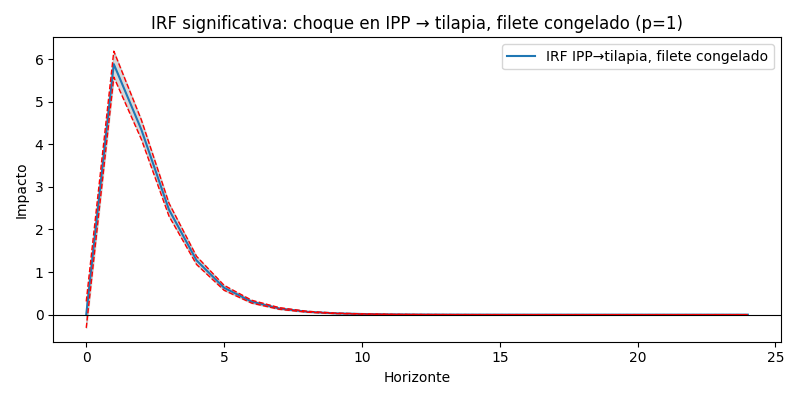 IRF significativa: choque en IPP → tilapia, filete congelado (p=1)
IRF IPP→tilapia, filete congelado
Impacto
6
5
4
3
2
1
0
0 5 10 15 20 25
Horizonte